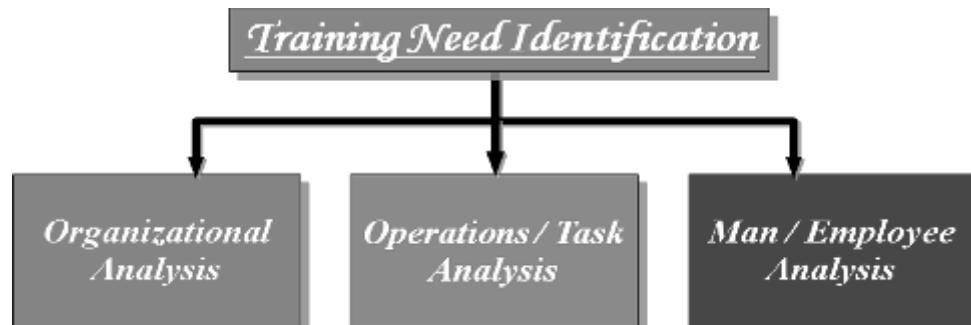 Training Need Identification
Organizational
Analysis
Operations / Task
Analysis
Man / Employee
Analysis